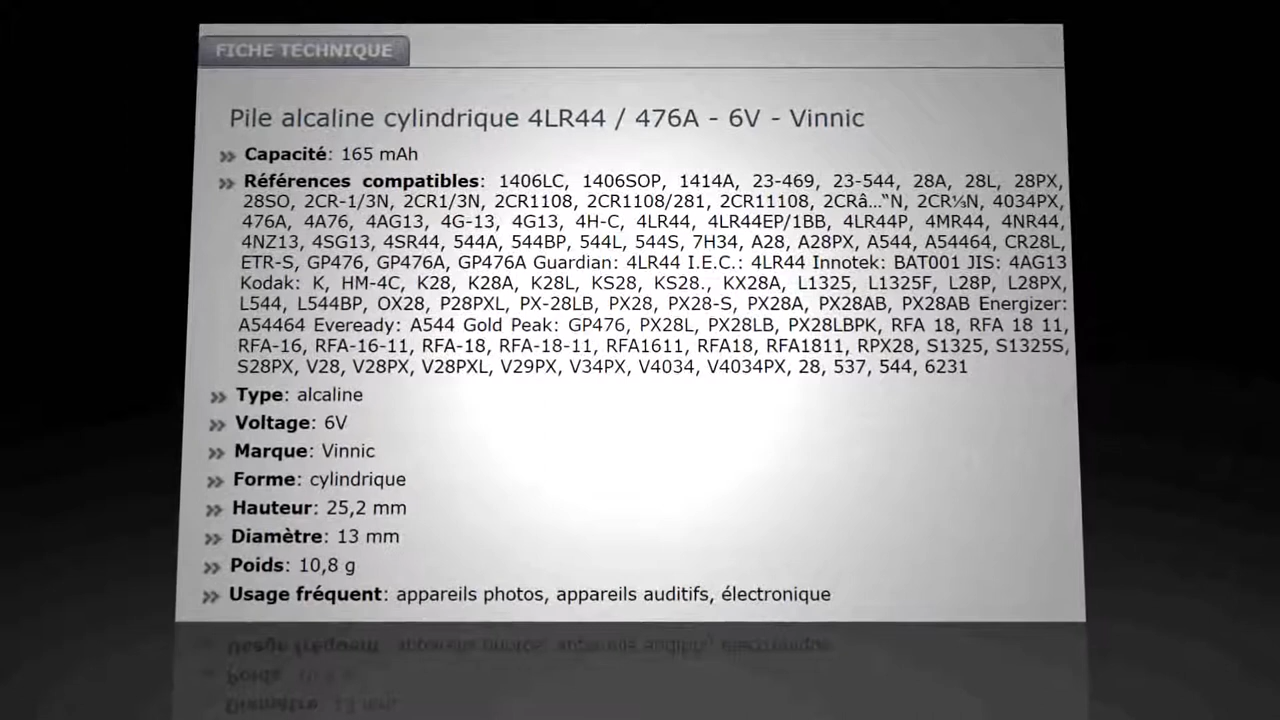 FICHE TECHNIQUE
Pile alcaline cylindrique 4LR44 / 476A - 6V - Vinnic
Capacité: 165 mAh
Références compatibles: 1406LC, 1406SOP, 1414A, 23-469, 23-544, 28A, 28L, 28PX,
28SO, 2CR-1/3N, 2CR1/3N, 2CR1108, 2CR1108/281, 2CR11108, 2CRâ…‟N, 2CR⅓N, 4034PX,
476A, 4A76, 4AG13, 4G-13, 4G13, 4H-C, 4LR44, 4LR44EP/1BB, 4LR44P, 4MR44, 4NR44,
4NZ13, 4SG13, 4SR44, 544A, 544BP, 544L, 544S, 7H34, A28, A28PX, A544, A54464, CR28L,
ETR-S, GP476, GP476A, GP476A Guardian: 4LR44 I.E.C.: 4LR44 Innotek: BAT001 JIS: 4AG13
Kodak: K, HM-4C, K28, K28A, K28L, KS28, KS28., KX28A, L1325, L1325F, L28P, L28PX,
L544, L544BP, OX28, P28PXL, PX-28LB, PX28, PX28-S, PX28A, PX28AB, PX28AB Energizer:
A54464 Eveready: A544 Gold Peak: GP476, PX28L, PX28LB, PX28LBPK, RFA 18, RFA 18 11,
RFA-16, RFA-16-11, RFA-18, RFA-18-11, RFA1611, RFA18, RFA1811, RPX28, S1325, S1325S,
S28PX, V28, V28PX, V28PXL, V29PX, V34PX, V4034, V4034PX, 28, 537, 544, 6231
Type: alcaline
Voltage: 6V
Marque: Vinnic
Forme: cylindrique
Hauteur: 25,2 mm
Diamètre: 13 mm
Poids: 10,8 g
Usage fréquent: appareils photos, appareils auditifs, électronique